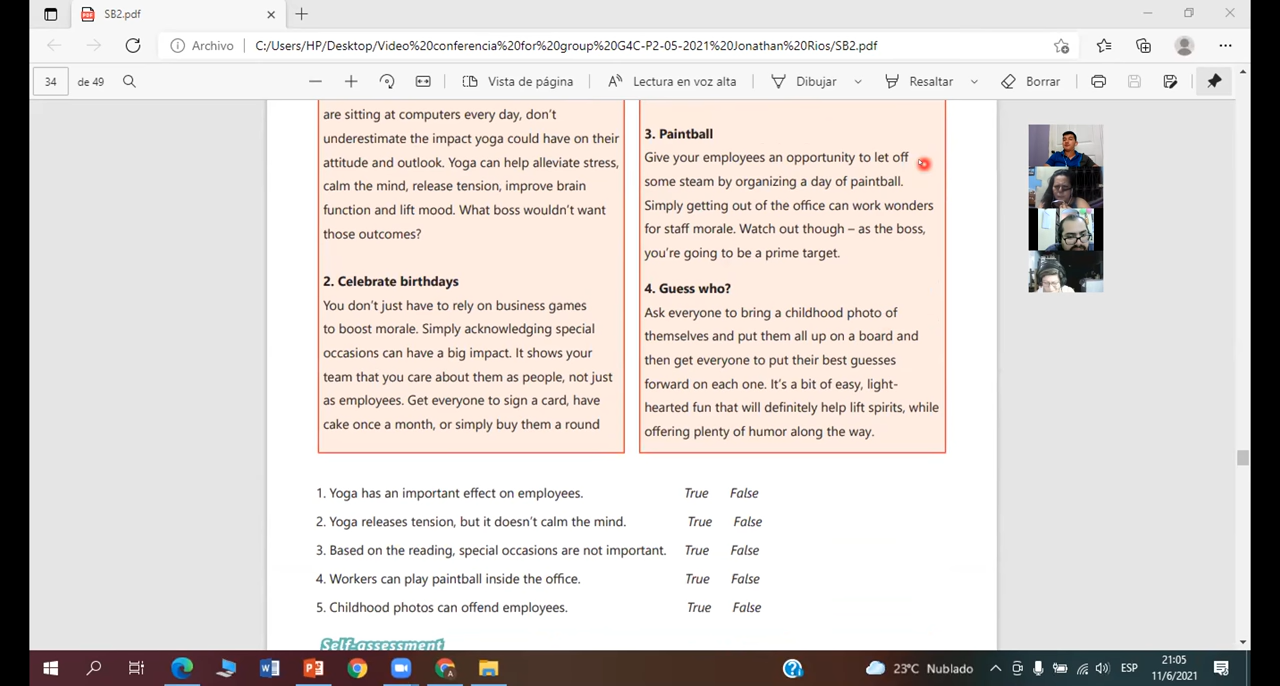 SB2.pdf
Archivo
C:/Users/HP/Desktop/Video%20conferencia%20for%20group%20G4C-P2-05-2021%20Jonathan%20Rios/SB2.pdf
34
de 49
Vista de página
Lectura en voz alta
Dibujar
Resaltar
Borrar
are sitting at computers every day, don't
underestimate the impact yoga could have on their
attitude and outlook. Yoga can help alleviate stress,
calm the mind, release tension, improve brain
function and lift mood. What boss wouldn't want
those outcomes?
2. Celebrate birthdays
You don't just have to rely on business games
to boost morale. Simply acknowledging special
occasions can have a big impact. It shows your
team that you care about them as people, not just
as employees. Get everyone to sign a card, have
cake once a month, or simply buy them a round
3. Paintball
Give your employees an opportunity to let off
some steam by organizing a day of paintball.
Simply getting out of the office can work wonders
for staff morale. Watch out though – as the boss,
you're going to be a prime target.
4. Guess who?
Ask everyone to bring a childhood photo of
themselves and put them all up on a board and
then get everyone to put their best guesses
forward on each one. It's a bit of easy, light-
hearted fun that will definitely help lift spirits, while
offering plenty of humor along the way.
1. Yoga has an important effect on employees. True False
2. Yoga releases tension, but it doesn't calm the mind. True False
3. Based on the reading, special occasions are not important. True False
4. Workers can play paintball inside the office. True False
5. Childhood photos can offend employees. True False
Self-assessment
23°C Nublado
ESP
21:05
11/6/2021